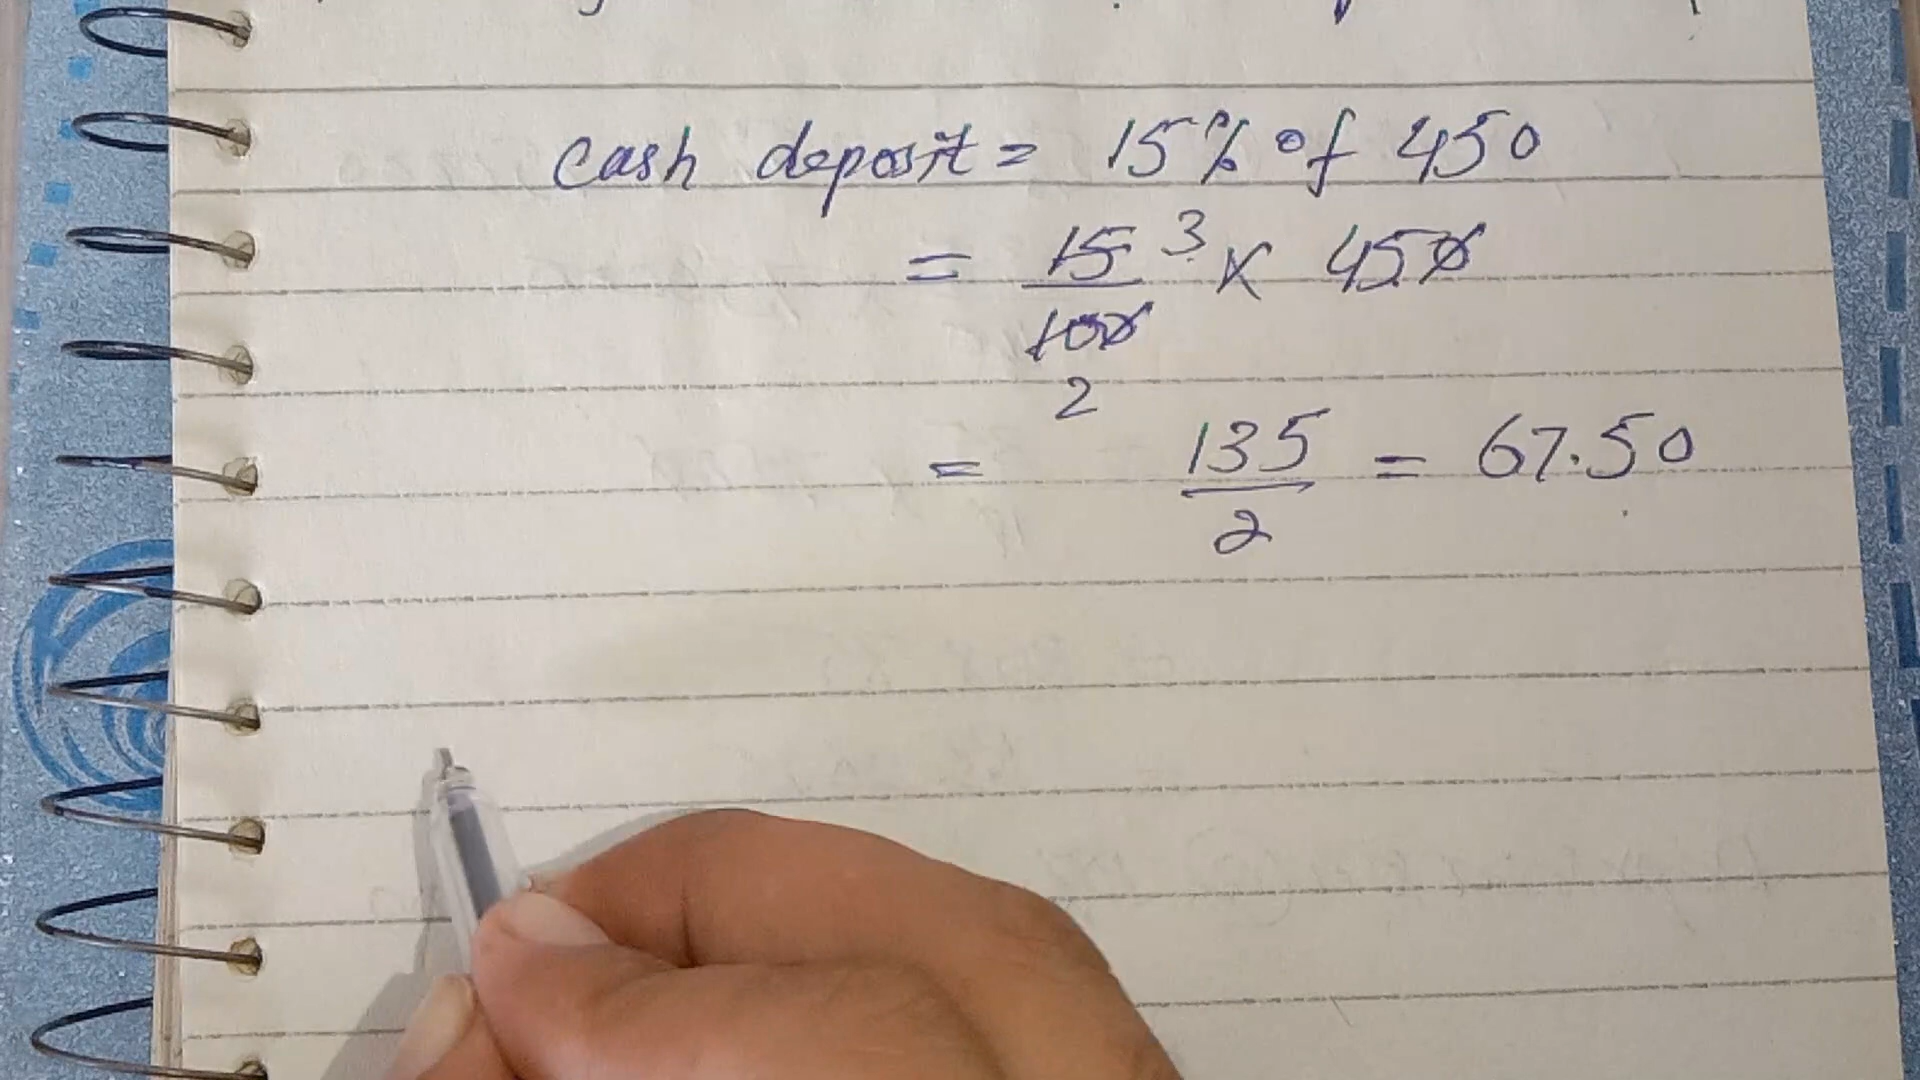 cash deposit = 15% of 450
= 15 3 x 450
100
2
= 135 = 67.50
2